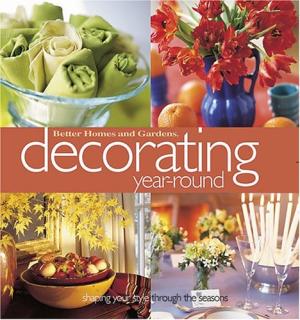 Better Homes and Gardens.
decorating
year-round
shaping your style through the seasons